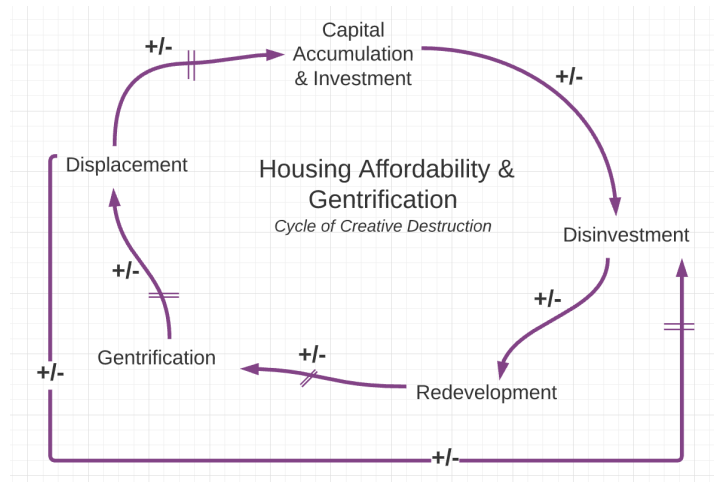 Capital
Accumulation
& Investment
+/-
+/-
Displacement
Housing Affordability &
Gentrification
Cycle of Creative Destruction
Disinvestment
+/-
+/-
Gentrification
+/-
+/-
Redevelopment
+/-